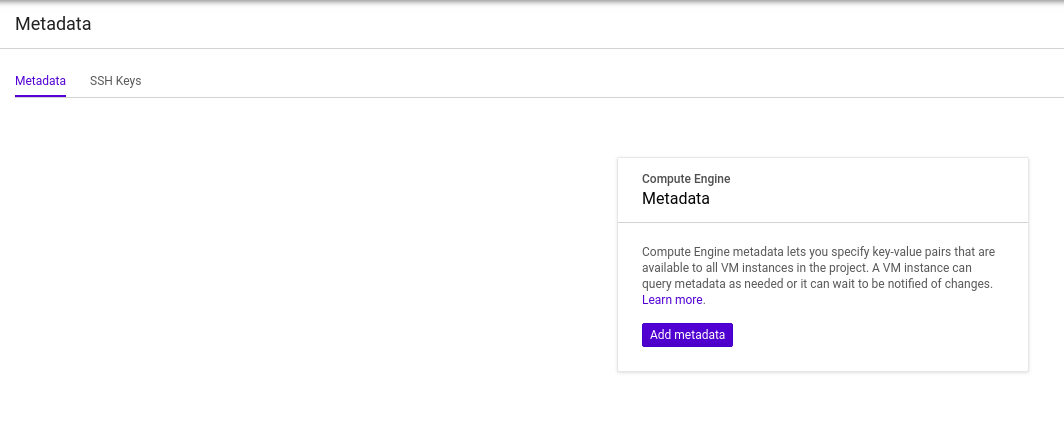 Metadata
Metadata SSH Keys
Compute Engine
Metadata
Compute Engine metadata lets you specify key-value pairs that are
available to all VM instances in the project. A VM instance can
query metadata as needed or it can wait to be notified of changes.
Learn more.
Add metadata